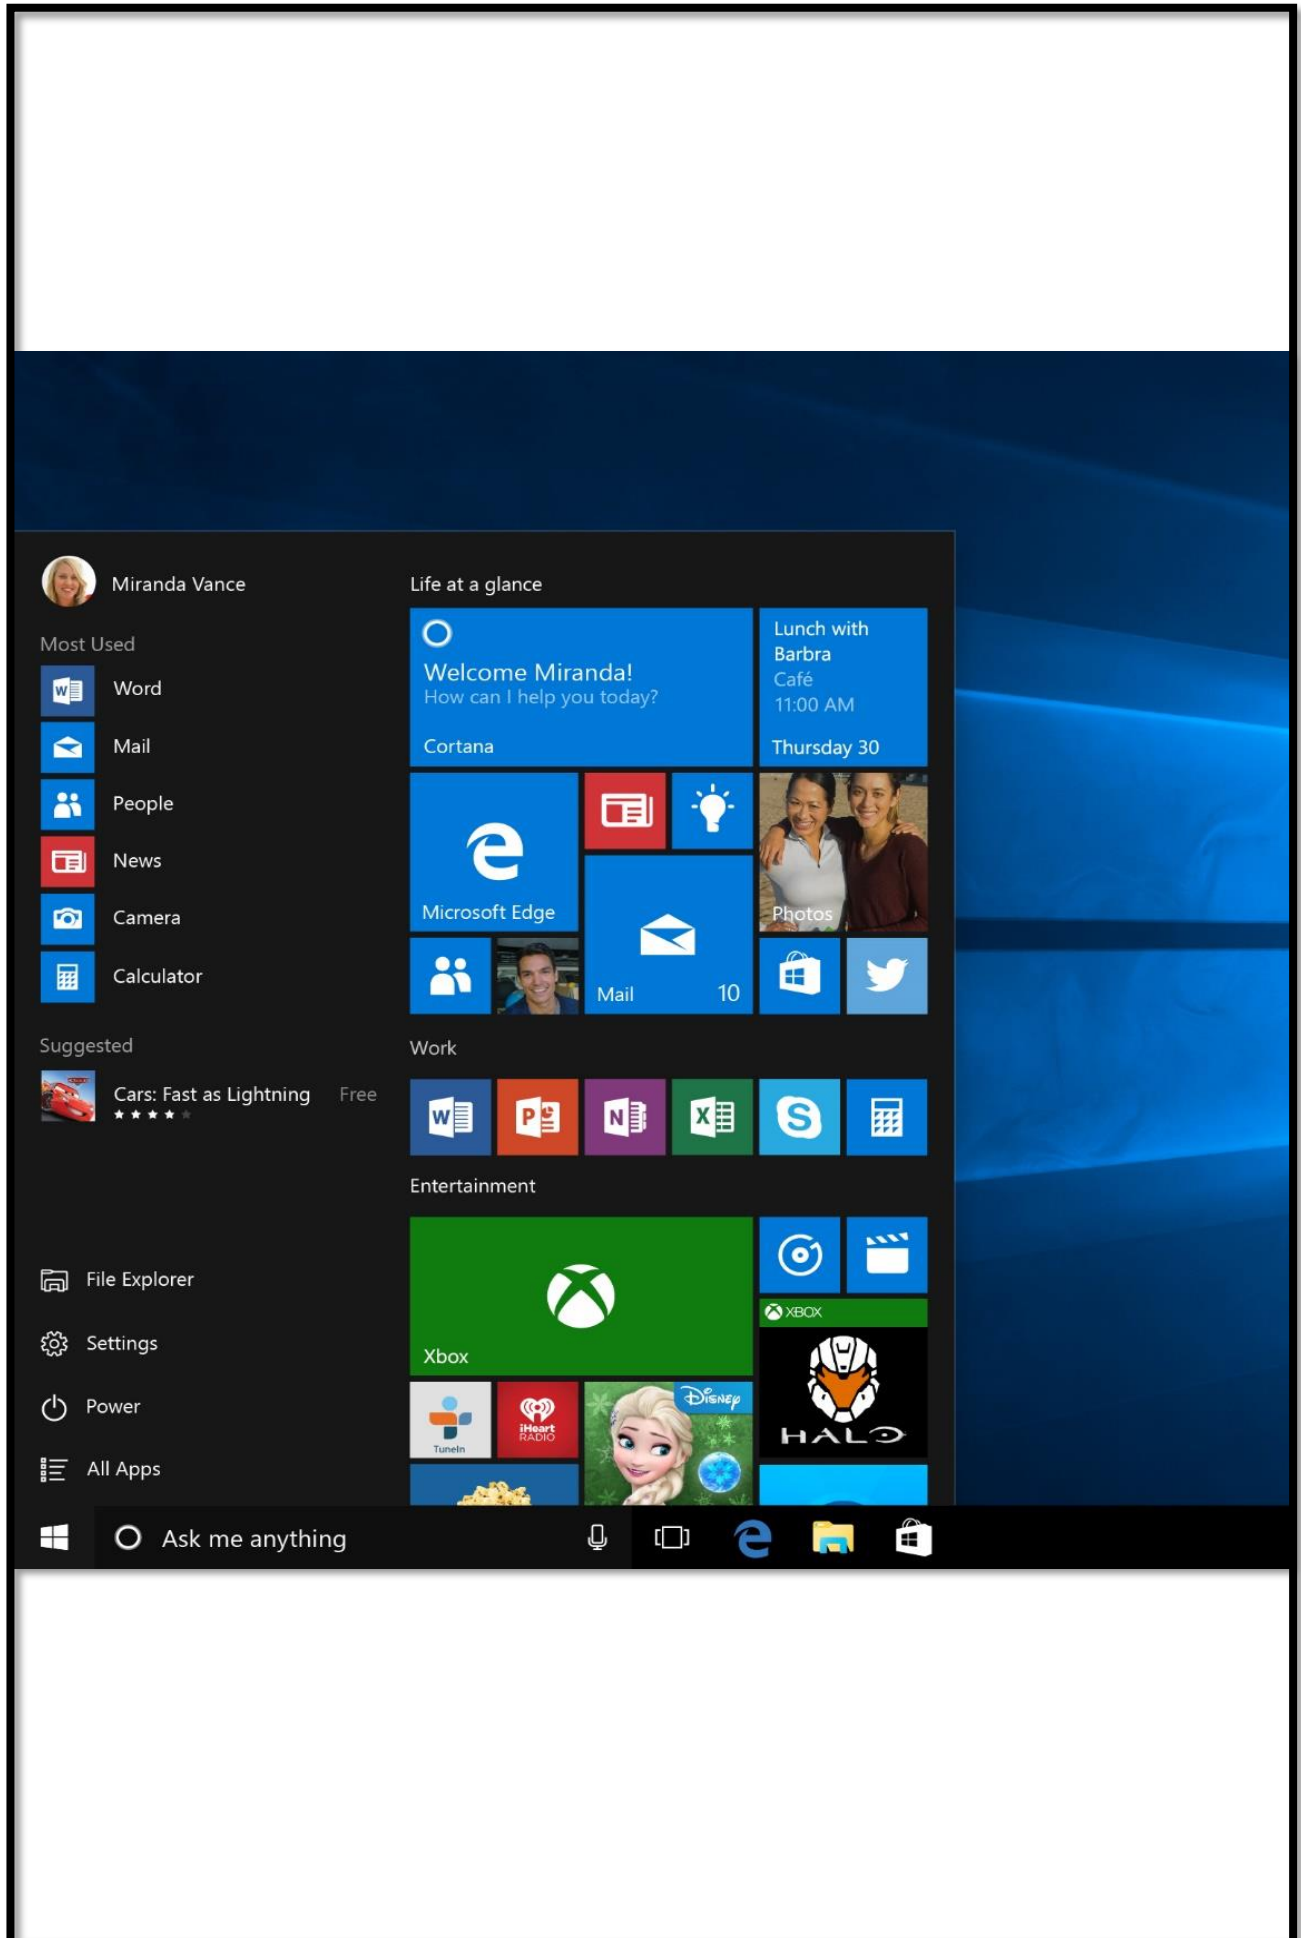 Miranda Vance
Most Used
Word
Mail
People
News
Camera
Calculator
Suggested
Cars: Fast as Lightning Free
File Explorer
Settings
Power
All Apps
Life at a glance
Welcome Miranda!
How can I help you today?
Cortana
Lunch with
Barbra
Café
11:00 AM
Thursday 30
Microsoft Edge
Mail 10
Photos
Work
W
P
N
X
S
Entertainment
Xbox
XBOX
HALO
TuneIn
iHeart
RADIO
Disney
Ask me anything